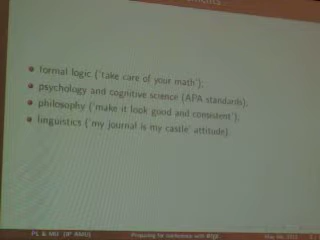 formal logic ('take care of your math');
psychology and cognitive science (APA standards);
philosophy ('make it look good and consistent');
linguistics ('my journal is my castle' attitude).
Preparing for conference with LATEX